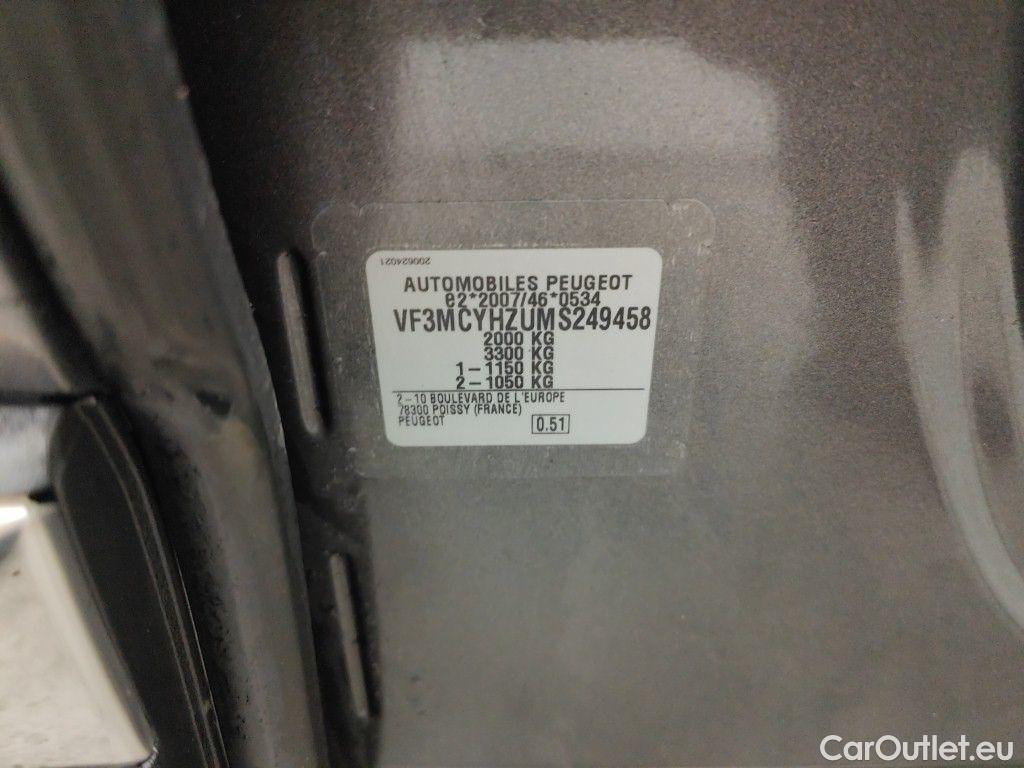 200624021
AUTOMOBILES PEUGEOT
e2*2007/46*0534
VF3MCYHZUMS249458
2000 KG
3300 KG
1-1150 KG
2-1050 KG
2-10 BOULEVARD DE L'EUROPE
78300 POISSY (FRANCE)
PEUGEOT
0.51
CarOutlet.eu